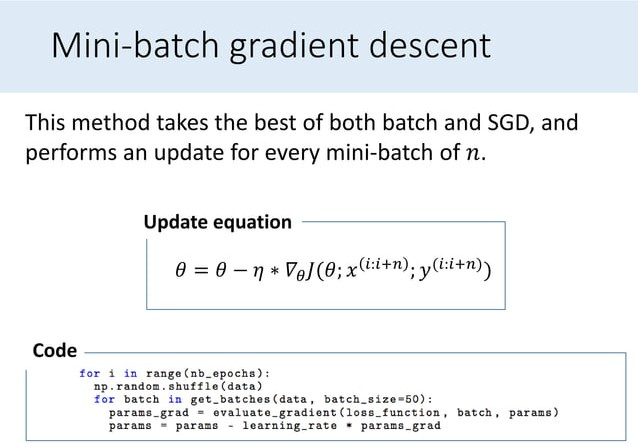 Mini-batch gradient descent
This method takes the best of both batch and SGD, and
performs an update for every mini-batch of 𝑛.
Update equation
𝜃 = 𝜃 − 𝜂 ∗ ∇_𝜃 𝐽(𝜃; 𝑥^(𝑖:𝑖+𝑛); 𝑦^(𝑖:𝑖+𝑛))
Code
for i in range(nb_epochs):
  np.random.shuffle(data)
  for batch in get_batches(data, batch_size=50):
    params_grad = evaluate_gradient(loss_function, batch, params)
    params = params - learning_rate * params_grad